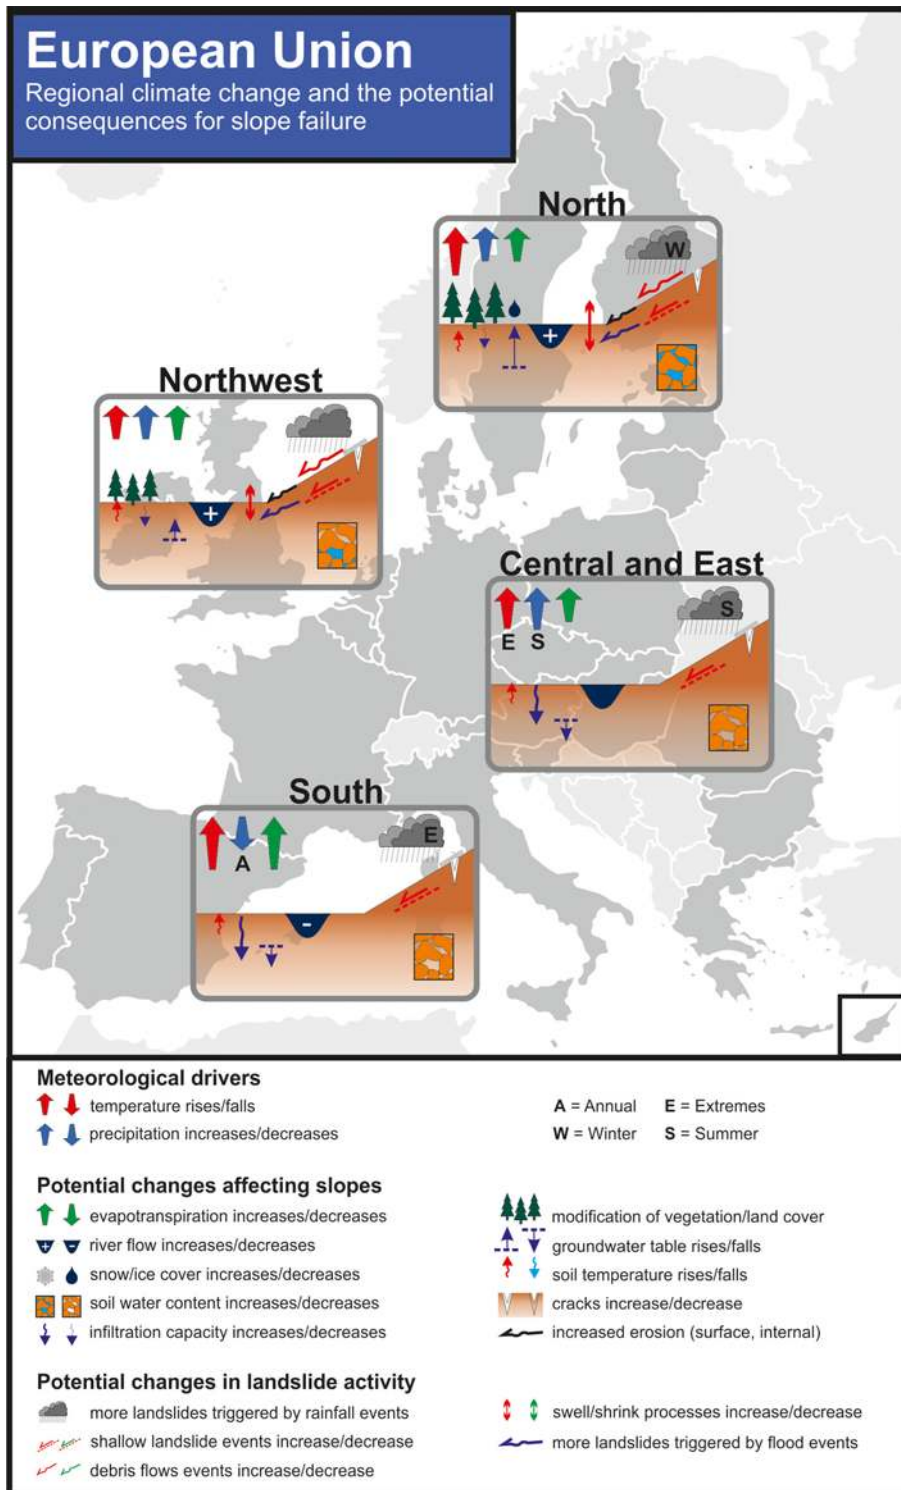 European Union
Regional climate change and the potential
consequences for slope failure
North
W
+
Northwest
+
Central and East
E S
S
South
A
E
-
Meteorological drivers
temperature rises/falls
precipitation increases/decreases
A = Annual E = Extremes
W = Winter S = Summer
Potential changes affecting slopes
evapotranspiration increases/decreases
+ - river flow increases/decreases
snow/ice cover increases/decreases
soil water content increases/decreases
infiltration capacity increases/decreases
modification of vegetation/land cover
groundwater table rises/falls
soil temperature rises/falls
cracks increase/decrease
increased erosion (surface, internal)
Potential changes in landslide activity
more landslides triggered by rainfall events
shallow landslide events increase/decrease
debris flows events increase/decrease
swell/shrink processes increase/decrease
more landslides triggered by flood events